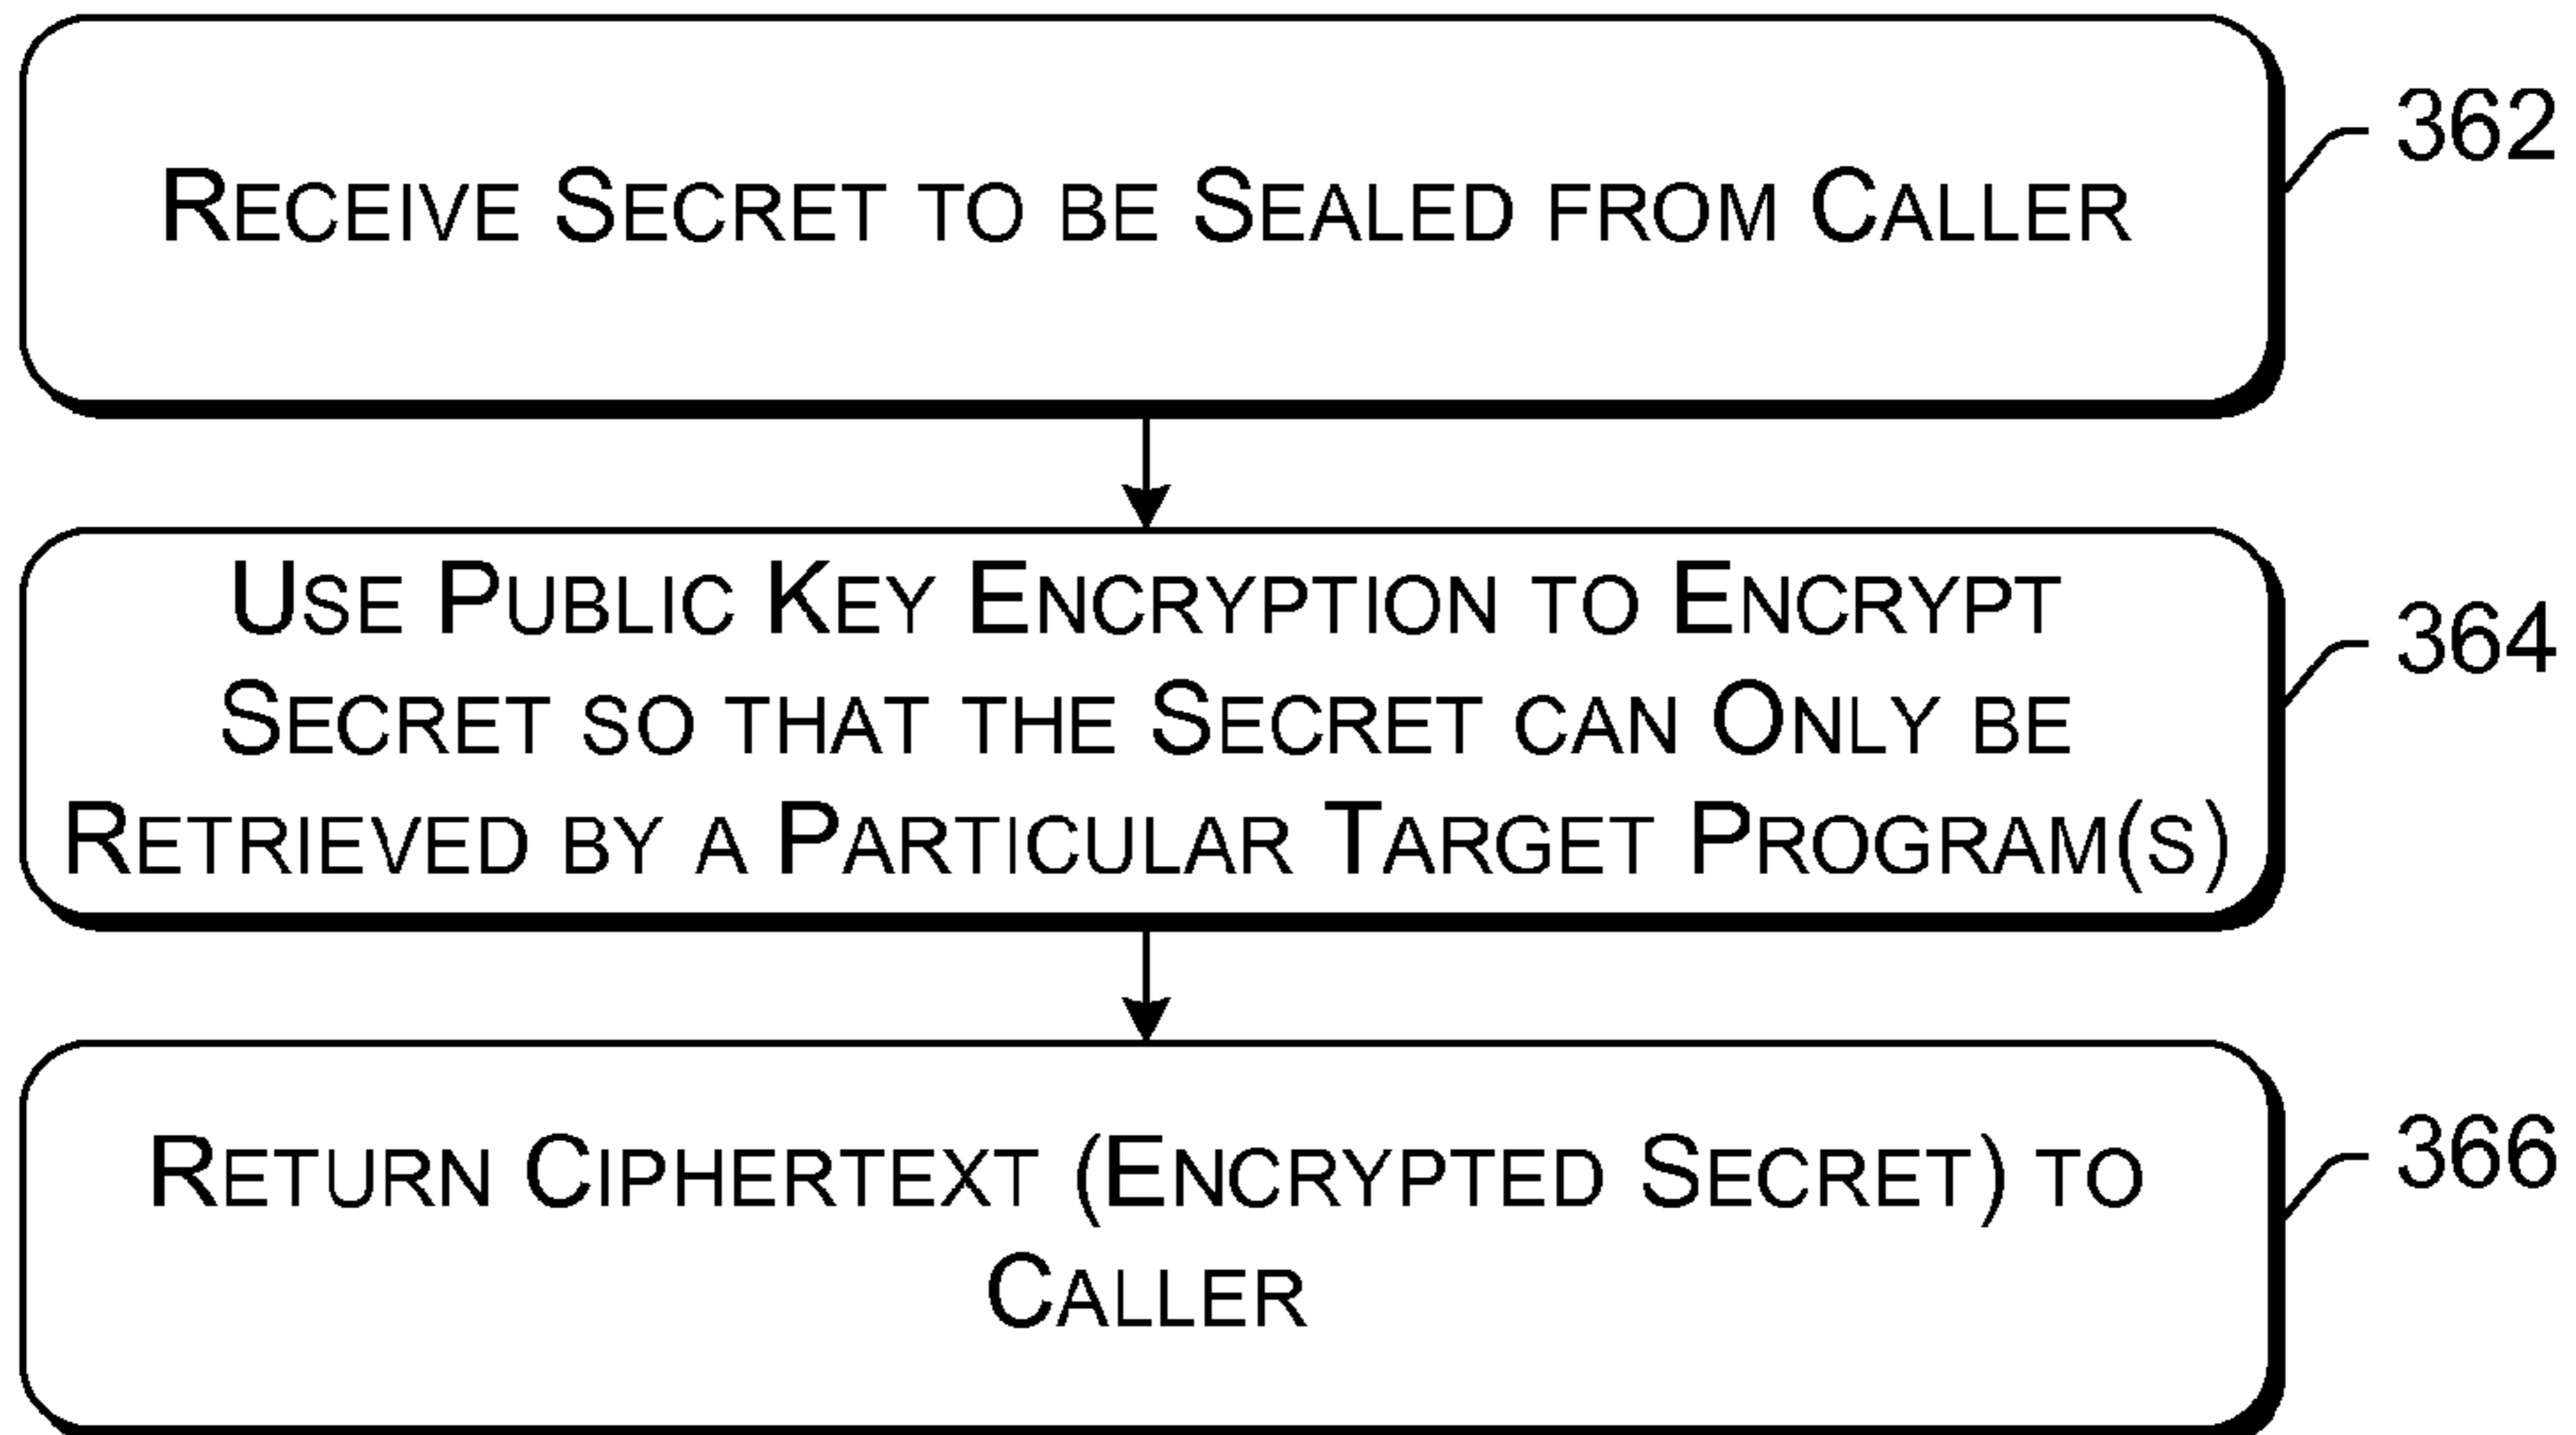 RECEIVE SECRET TO BE SEALED FROM CALLER
362
USE PUBLIC KEY ENCRYPTION TO ENCRYPT
SECRET SO THAT THE SECRET CAN ONLY BE
RETRIEVED BY A PARTICULAR TARGET PROGRAM(S)
364
RETURN CIPHERTEXT (ENCRYPTED SECRET) TO
CALLER
366